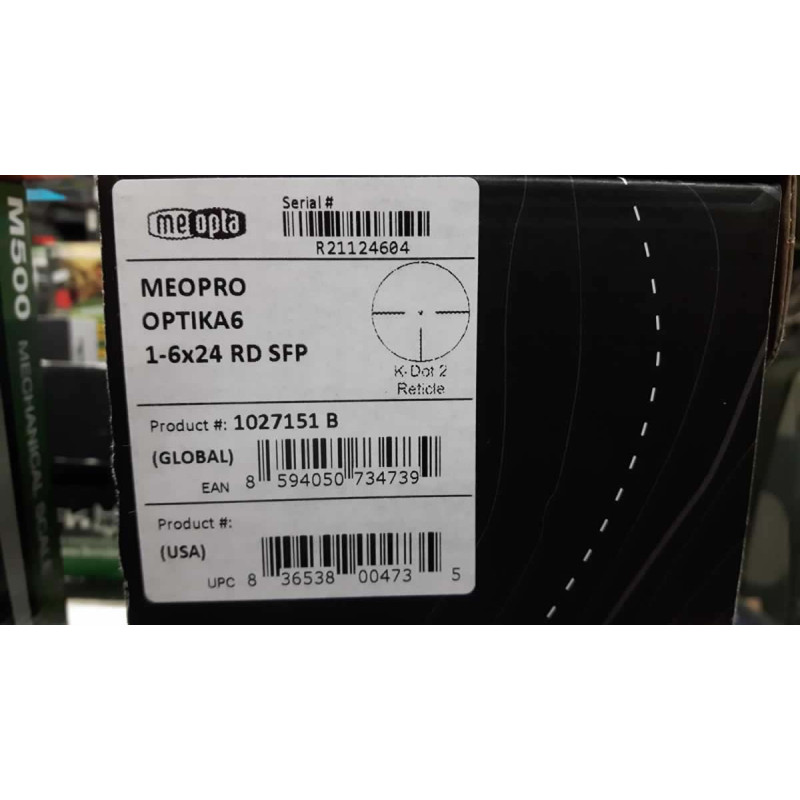 M500 MECHANICAL SCALE
meopta
Serial #
R21124604
MEOPRO
OPTIKA6
1-6x24 RD SFP
K-Dot 2
Reticle
Product #: 1027151 B
(GLOBAL)
EAN 8 594050 734739
Product #:
(USA)
UPC 8 36538 00473 5